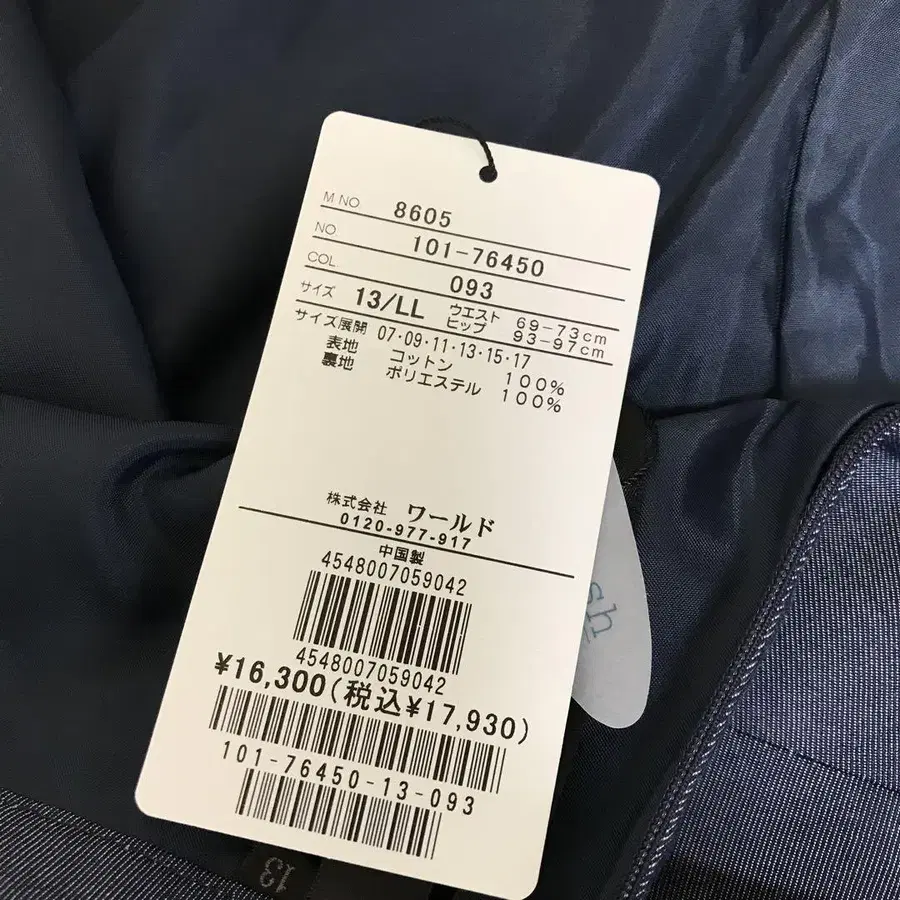 M NO. 8605
NO. 101-76450
COL. 093
サイズ 13/LL ウエスト 69-73cm
ヒップ 93-97cm
サイズ展開 07・09・11・13・15・17
表地 コットン 100%
裏地 ポリエステル 100%
株式会社 ワールド
0120-977-917
中国製
4548007059042
4548007059042
¥16,300(税込¥17,930)
101-76450-13-093
sh
13